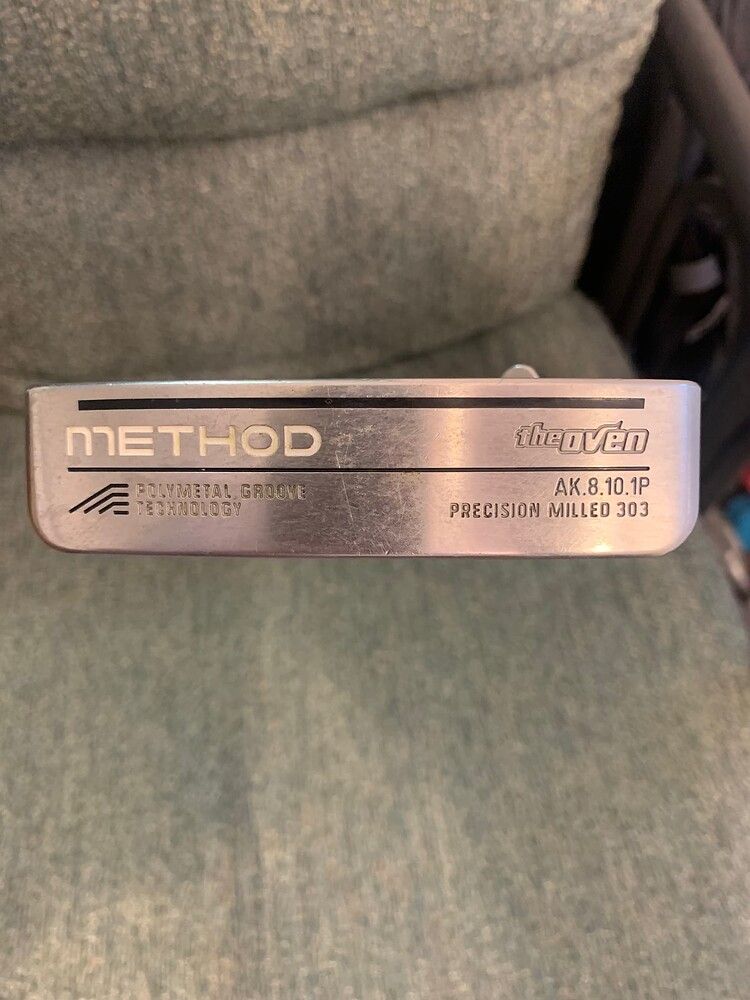 METHOD
theoven
POLYMETAL GROOVE
TECHNOLOGY
AK.8.10.1P
PRECISION MILLED 303